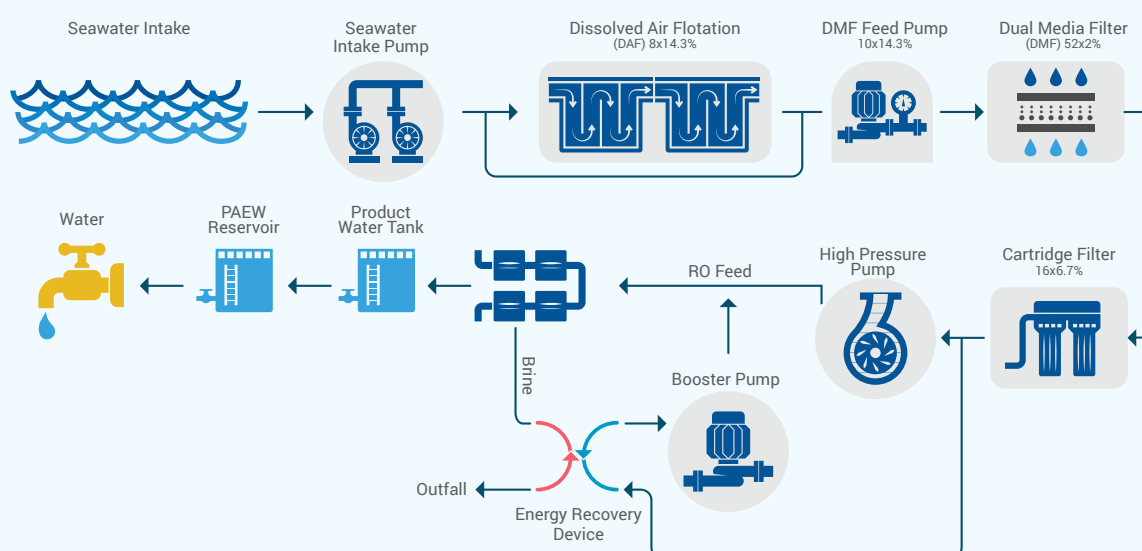 Seawater Intake
Seawater
Intake Pump
Dissolved Air Flotation
(DAF) 8x14.3%
DMF Feed Pump
10x14.3%
Dual Media Filter
(DMF) 52x2%
Water
PAEW
Reservoir
Product
Water Tank
RO Feed
High Pressure
Pump
Cartridge Filter
16x6.7%
Brine
Booster Pump
Outfall
Energy Recovery
Device